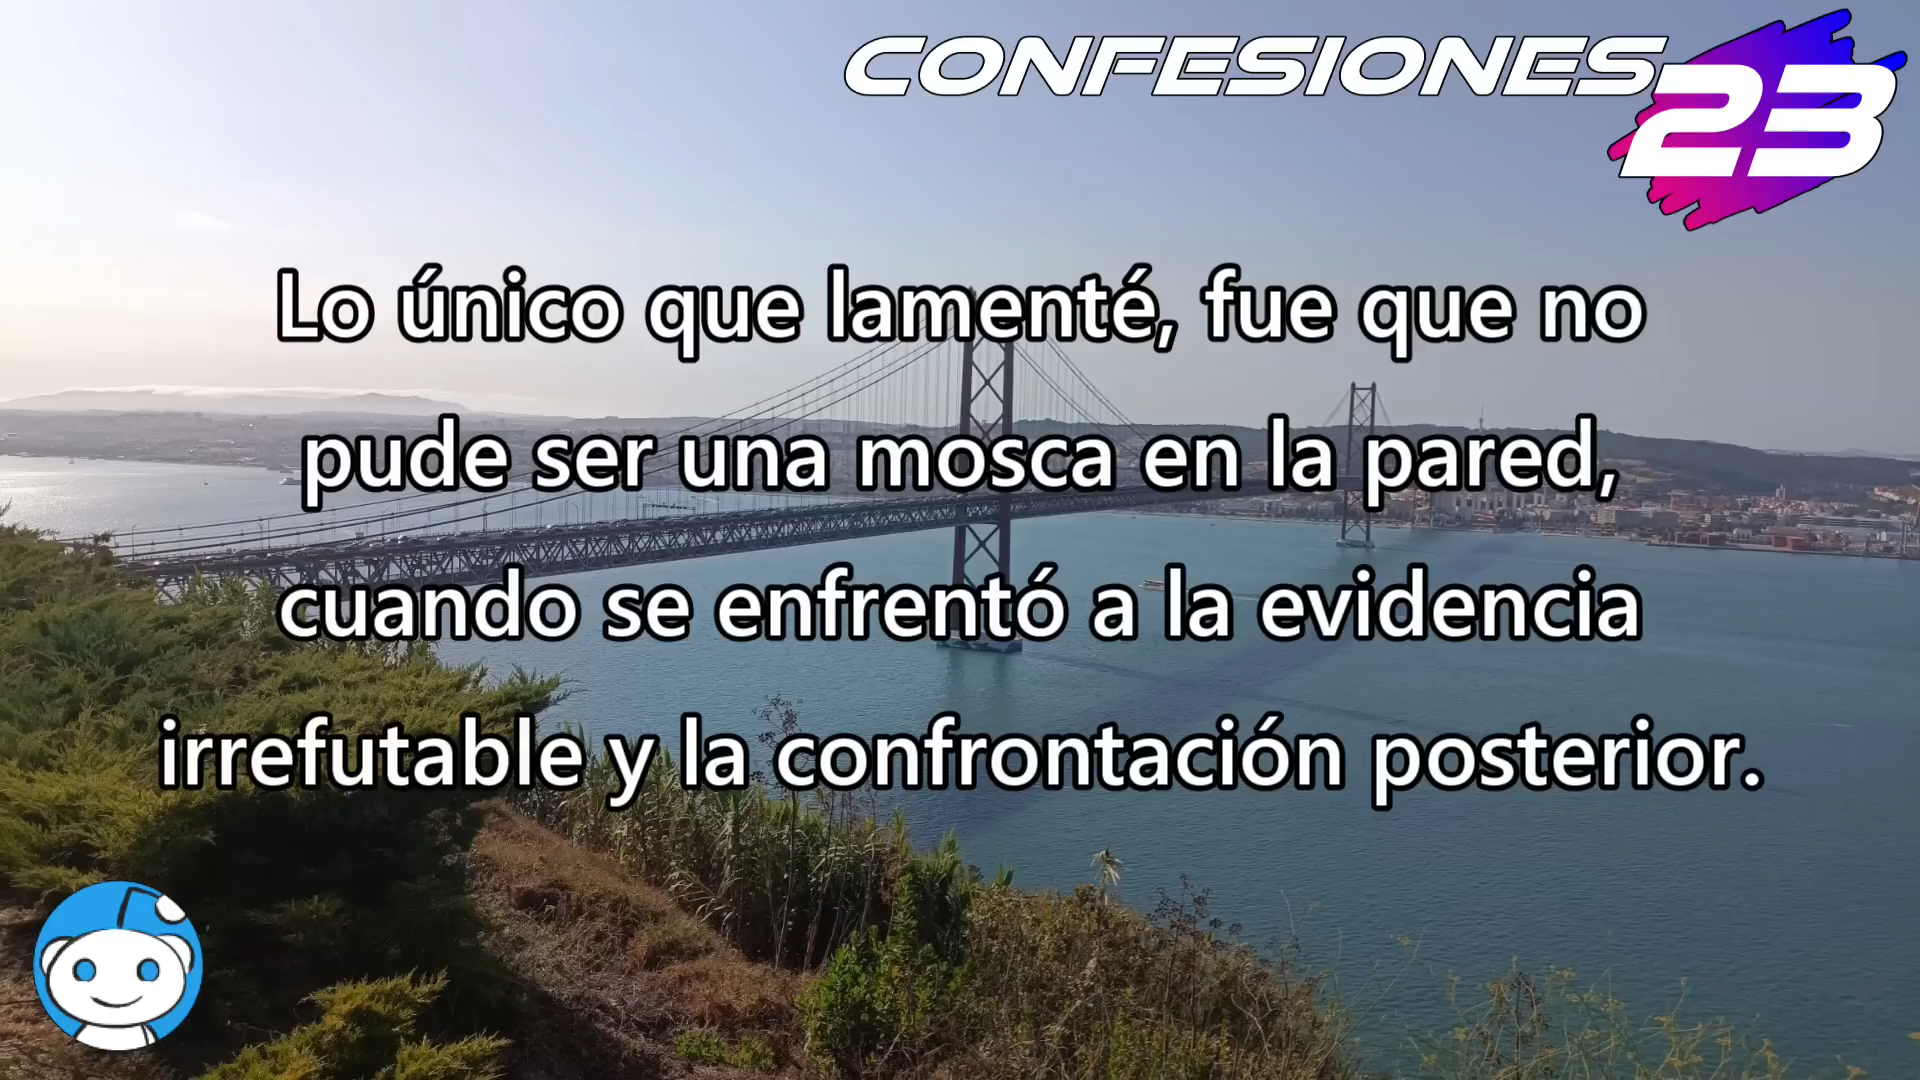 CONFESIONES
23
Lo único que lamenté, fue que no
pude ser una mosca en la pared,
cuando se enfrentó a la evidencia
irrefutable y la confrontación posterior.